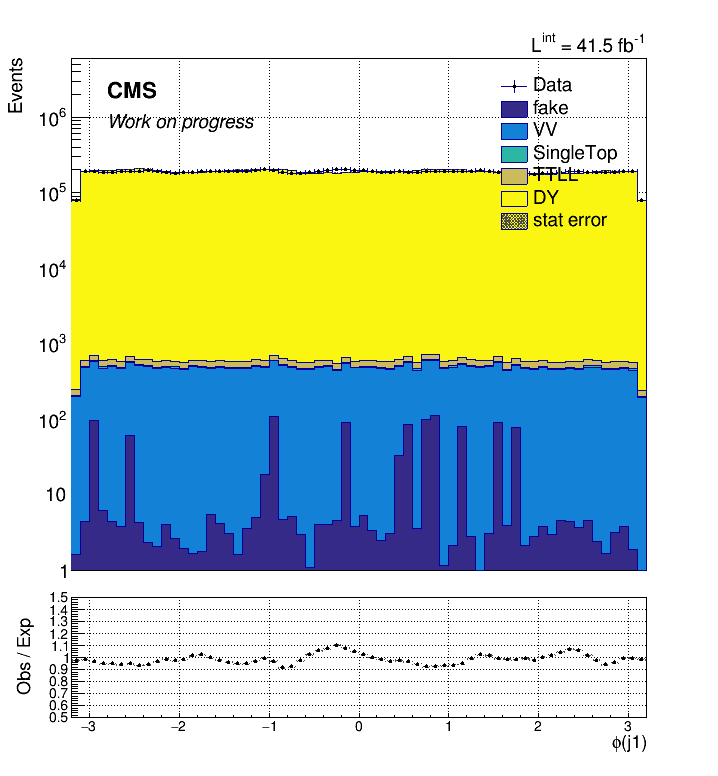 L^int = 41.5 fb^-1
Events
CMS
Work on progress
Data
fake
VV
SingleTop
TTLL
DY
stat error
10^6
10^5
10^4
10^3
10^2
10
1
Obs / Exp
1.5
1.4
1.3
1.2
1.1
1
0.9
0.8
0.7
0.6
0.5
−3 −2 −1 0 1 2 3
ϕ(j1)